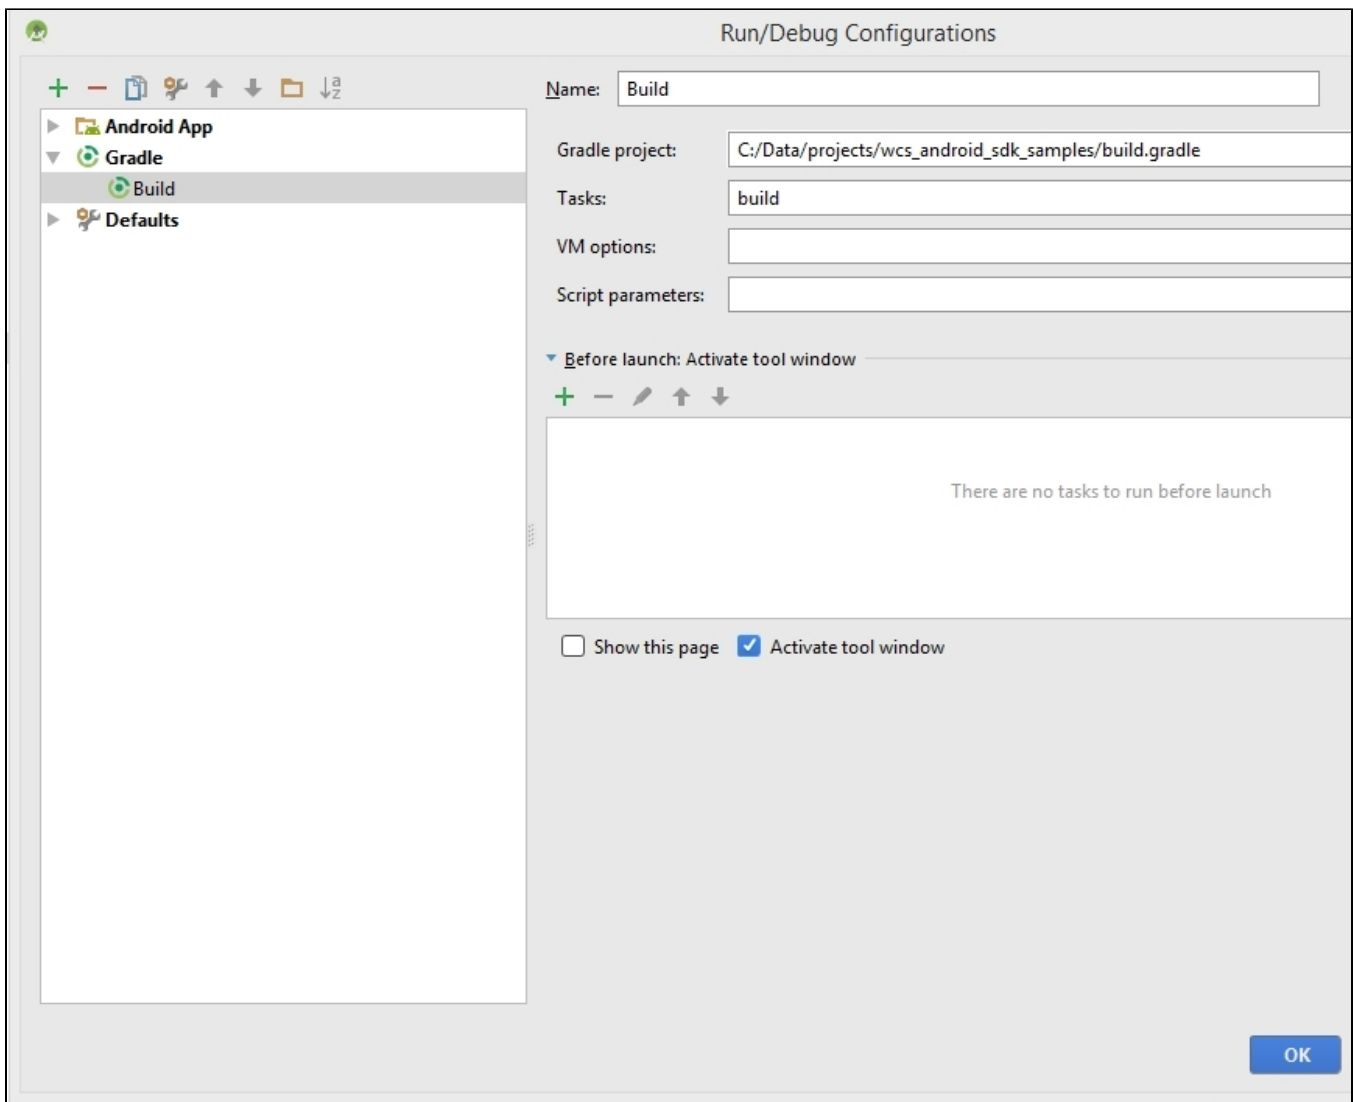 Run/Debug Configurations
Name: Build
Android App
Gradle
Build
Defaults
Gradle project: C:/Data/projects/wcs_android_sdk_samples/build.gradle
Tasks: build
VM options:
Script parameters:
Before launch: Activate tool window
There are no tasks to run before launch
Show this page Activate tool window
OK